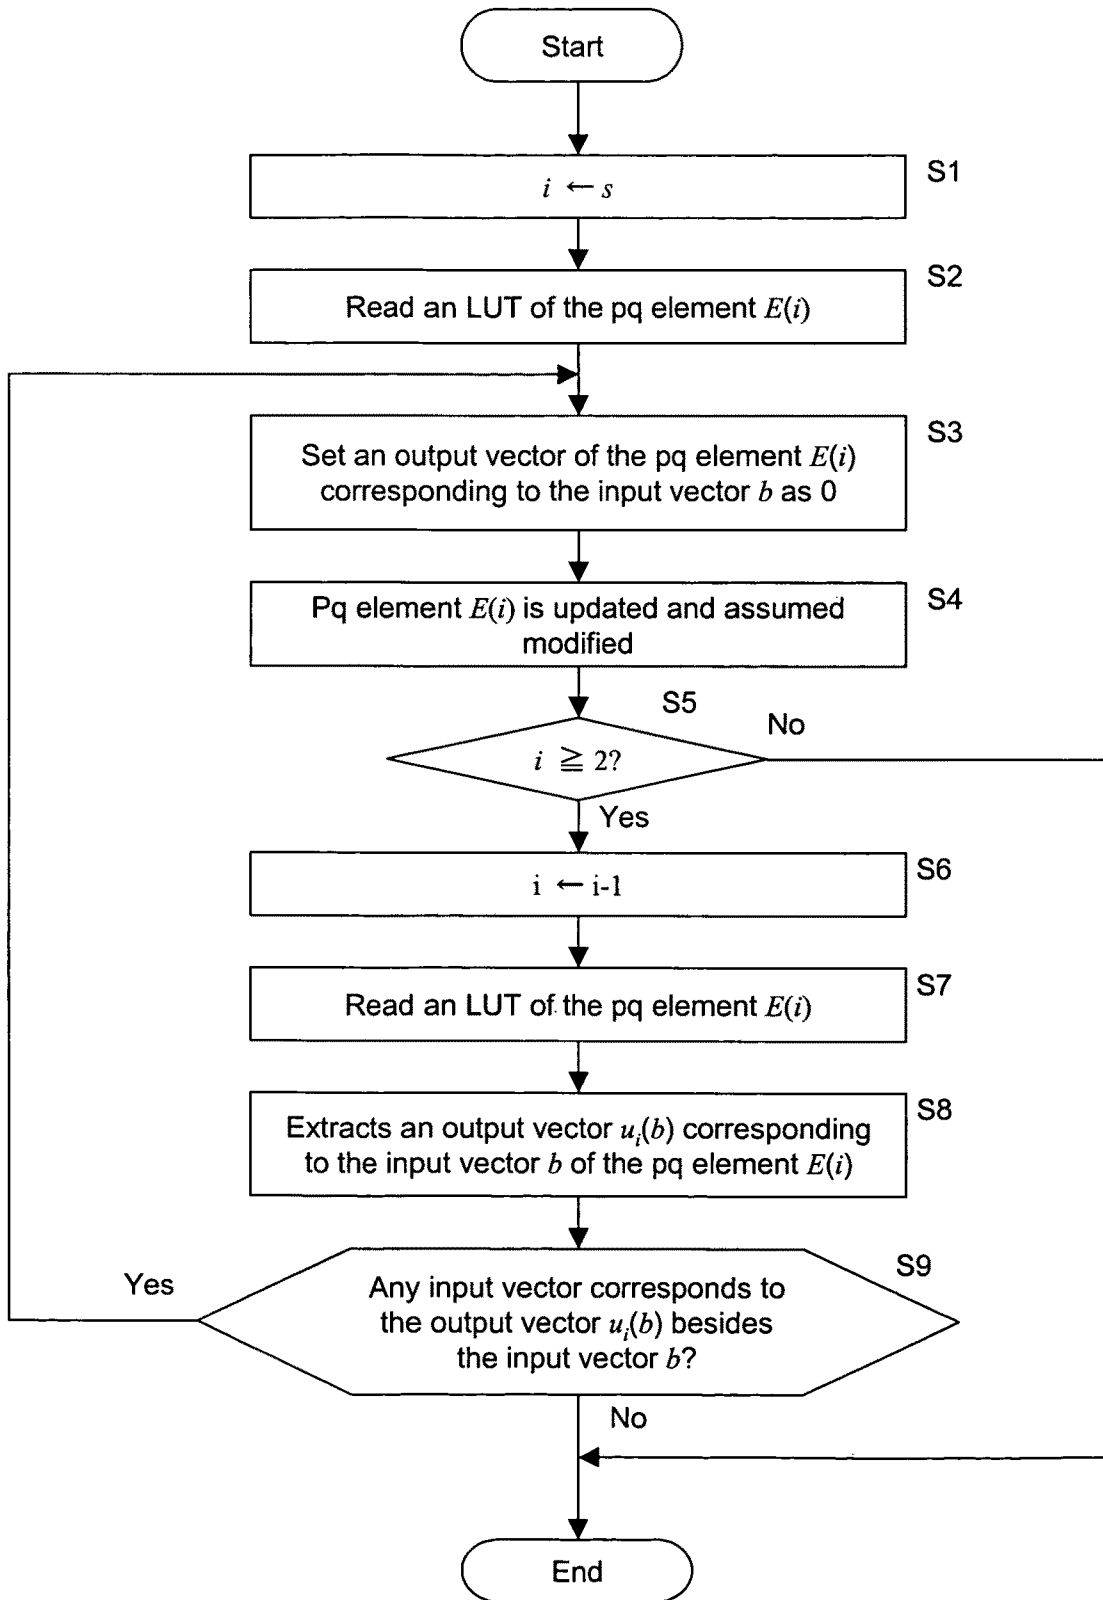 Start
S1
i ← s
S2
Read an LUT of the pq element E(i)
S3
Set an output vector of the pq element E(i)
corresponding to the input vector b as 0
S4
Pq element E(i) is updated and assumed
modified
S5
No
i ≧ 2?
Yes
S6
i ← i-1
S7
Read an LUT of the pq element E(i)
S8
Extracts an output vector u_i(b) corresponding
to the input vector b of the pq element E(i)
S9
Yes
Any input vector corresponds to
the output vector u_i(b) besides
the input vector b?
No
End